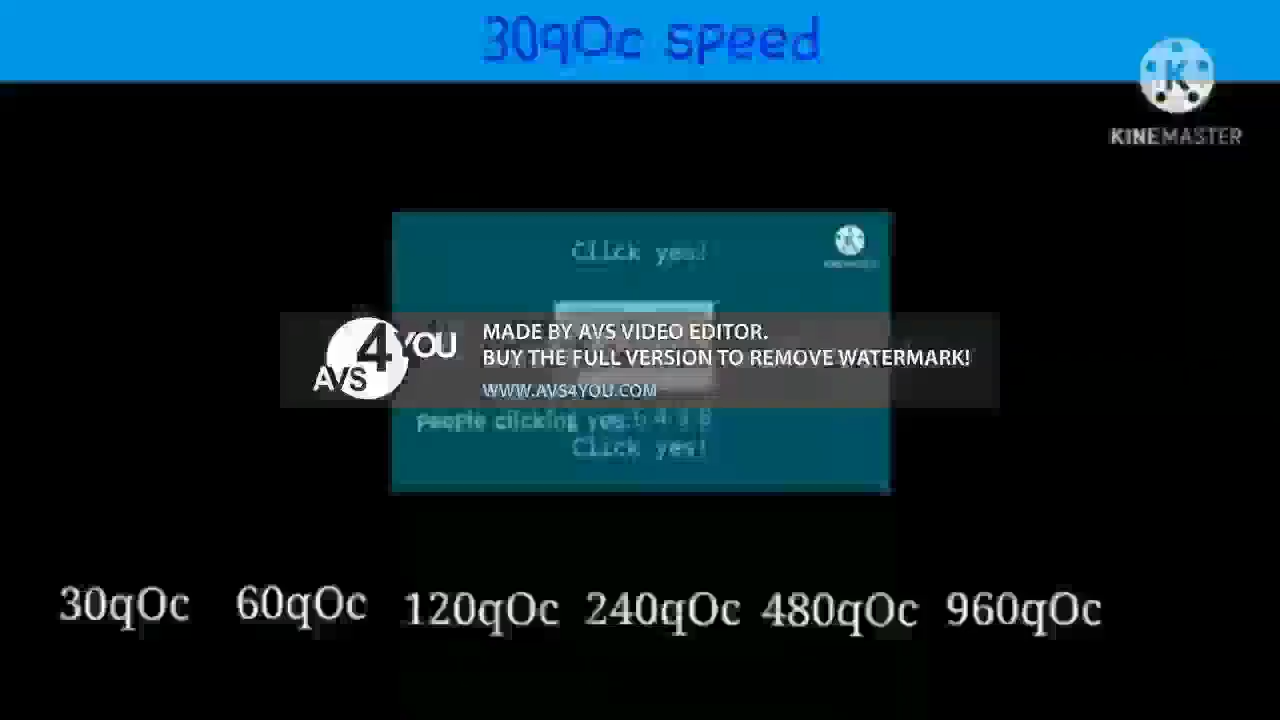 30qOc speed
KINEMASTER
Click yes!
AVS4YOU
MADE BY AVS VIDEO EDITOR.
BUY THE FULL VERSION TO REMOVE WATERMARK!
WWW.AVS4YOU.COM
People clicking yes:
Click yes!
30qOc 60qOc 120qOc 240qOc 480qOc 960qOc